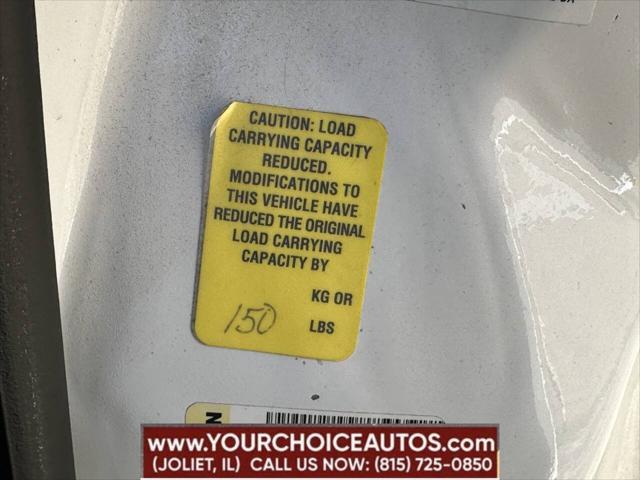 CAUTION: LOAD
CARRYING CAPACITY
REDUCED.
MODIFICATIONS TO
THIS VEHICLE HAVE
REDUCED THE ORIGINAL
LOAD CARRYING
CAPACITY BY
KG OR
150 LBS
N
www.YOURCHOICEAUTOS.com
(JOLIET, IL) CALL US NOW: (815) 725-0850